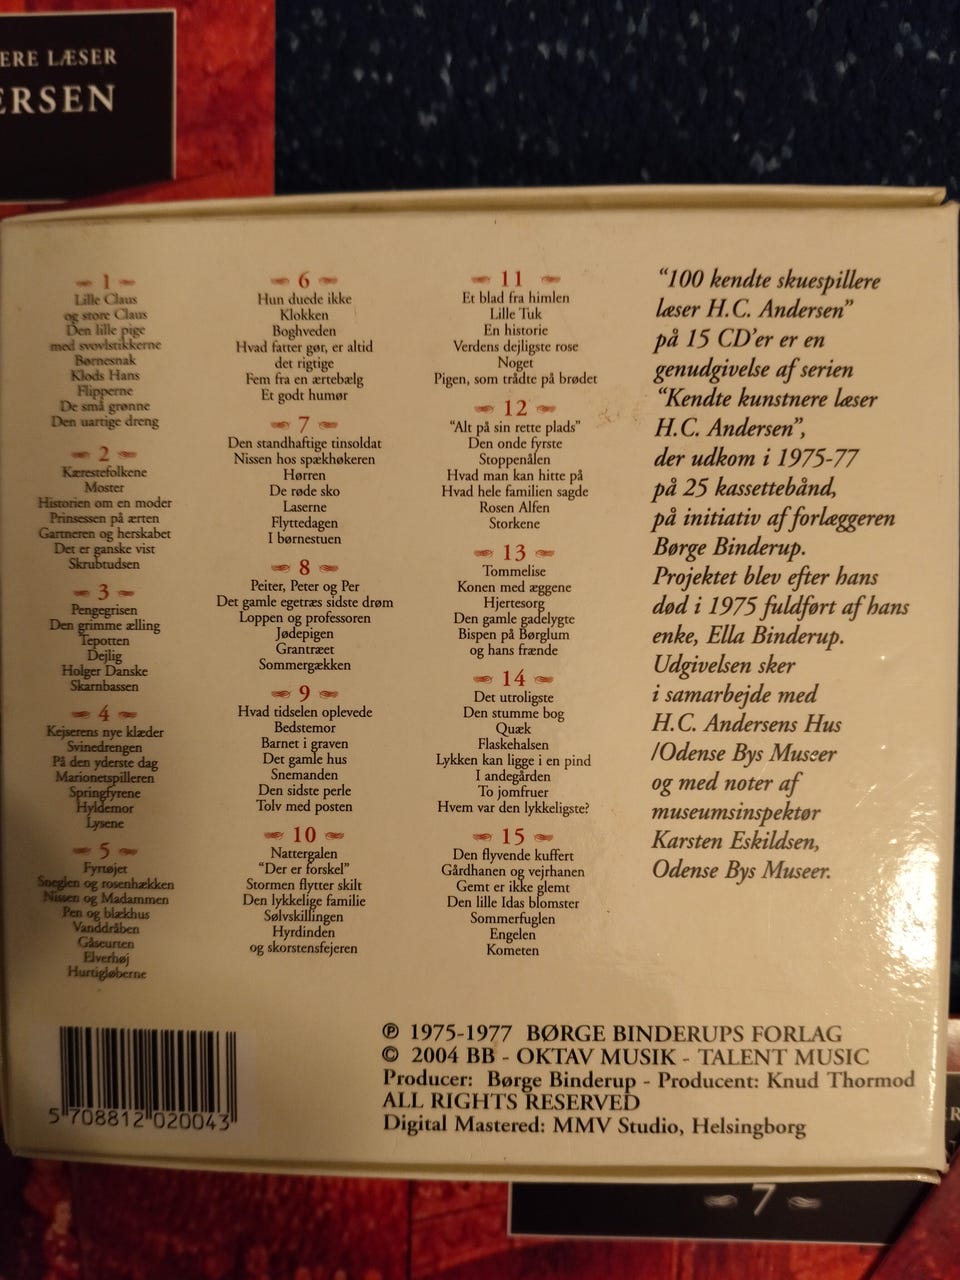 ERE LÆSER
ERSEN
1
Lille Claus
og store Claus
Den lille pige
med svovlstikkerne
Børnesnak
Klods Hans
Flipperne
De små grønne
Den uartige dreng
2
Kærestefolkene
Moster
Historien om en moder
Prinsessen på ærten
Gartneren og herskabet
Det er ganske vist
Skrubtudsen
3
Pengegrisen
Den grimme ælling
Tepotten
Dejlig
Holger Danske
Skarnbassen
4
Kejserens nye klæder
Svinedrengen
På den yderste dag
Marionetspilleren
Springfyrene
Hyldemor
Lysene
5
Fyrtøjet
Sneglen og rosenhækken
Nissen og Madammen
Pen og blækhus
Vanddråben
Gåseurten
Elverhøj
Hurtigløberne
6
Hun duede ikke
Klokken
Boghveden
Hvad fatter gør, er altid
det rigtige
Fem fra en ærtebælg
Et godt humør
7
Den standhaftige tinsoldat
Nissen hos spækhøkeren
Hørren
De røde sko
Laserne
Flyttedagen
I børnestuen
8
Peiter, Peter og Per
Det gamle egetræs sidste drøm
Loppen og professoren
Jødepigen
Grantræet
Sommergækken
9
Hvad tidselen oplevede
Bedstemor
Barnet i graven
Det gamle hus
Snemanden
Den sidste perle
Tolv med posten
10
Nattergalen
“Der er forskel”
Stormen flytter skilt
Den lykkelige familie
Sølvskillingen
Hyrdinden
og skorstensfejeren
11
Et blad fra himlen
Lille Tuk
En historie
Verdens dejligste rose
Noget
Pigen, som trådte på brødet
12
“Alt på sin rette plads”
Den onde fyrste
Stoppenålen
Hvad man kan hitte på
Hvad hele familien sagde
Rosen Alfen
Storkene
13
Tommelise
Konen med æggene
Hjertesorg
Den gamle gadelygte
Bispen på Børglum
og hans frænde
14
Det utroligste
Den stumme bog
Quæk
Flaskehalsen
Lykken kan ligge i en pind
I andegården
To jomfruer
Hvem var den lykkeligste?
15
Den flyvende kuffert
Gårdhanen og vejrhanen
Gemt er ikke glemt
Den lille Idas blomster
Sommerfuglen
Engelen
Kometen
“100 kendte skuespillere
læser H.C. Andersen”
på 15 CD’er er en
genudgivelse af serien
“Kendte kunstnere læser
H.C. Andersen”,
der udkom i 1975-77
på 25 kassettebånd,
på initiativ af forlæggeren
Børge Binderup.
Projektet blev efter hans
død i 1975 fuldført af hans
enke, Ella Binderup.
Udgivelsen sker
i samarbejde med
H.C. Andersens Hus
/Odense Bys Museer
og med noter af
museumsinspektør
Karsten Eskildsen,
Odense Bys Museer.
5 708812 020043
℗ 1975-1977 BØRGE BINDERUPS FORLAG
© 2004 BB - OKTAV MUSIK - TALENT MUSIC
Producer: Børge Binderup - Producent: Knud Thormod
ALL RIGHTS RESERVED
Digital Mastered: MMV Studio, Helsingborg
7